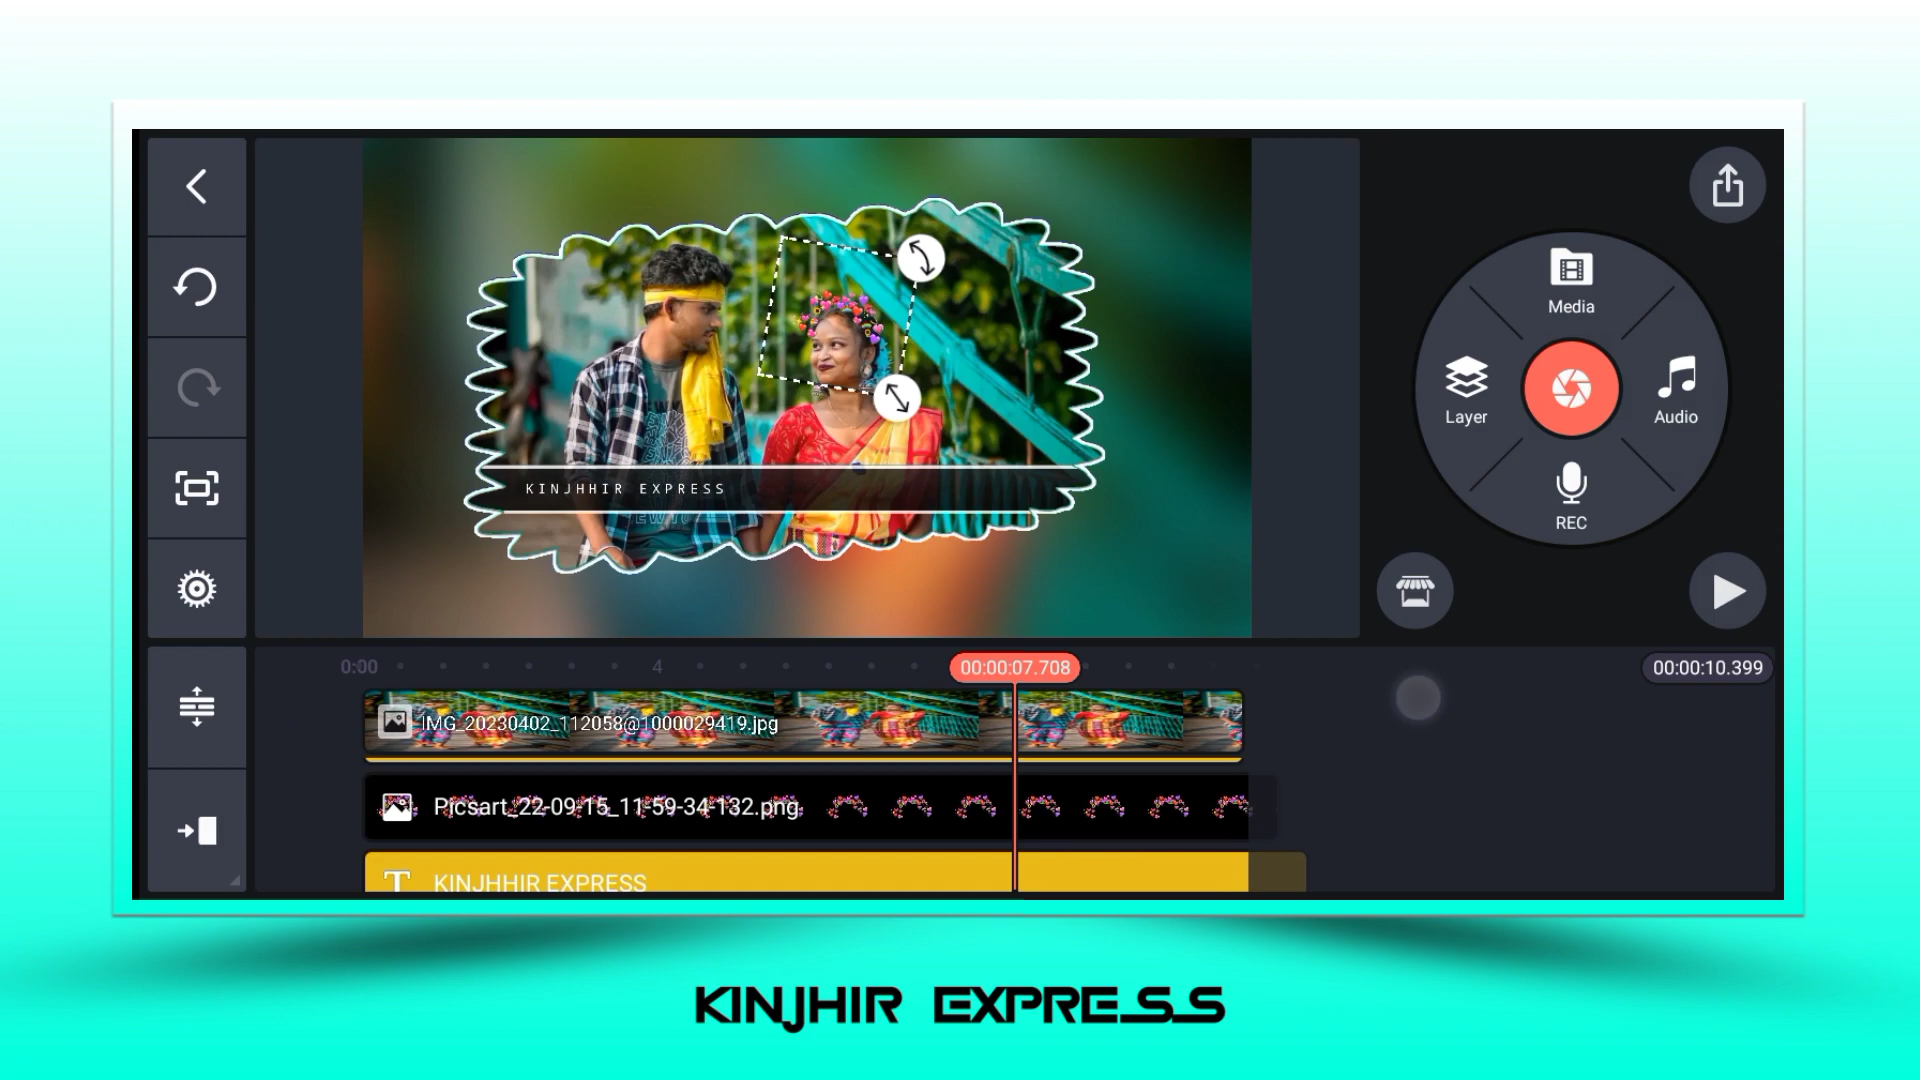 Media
Layer
Audio
REC
KINJHHIR EXPRESS
0:00
4
00:00:07.708
00:00:10.399
IMG_20230402_112058@1000029419.jpg
Picsart_22-09-15_11-59-34-132.png
KINJHHIR EXPRESS
KINJHIR EXPRESS